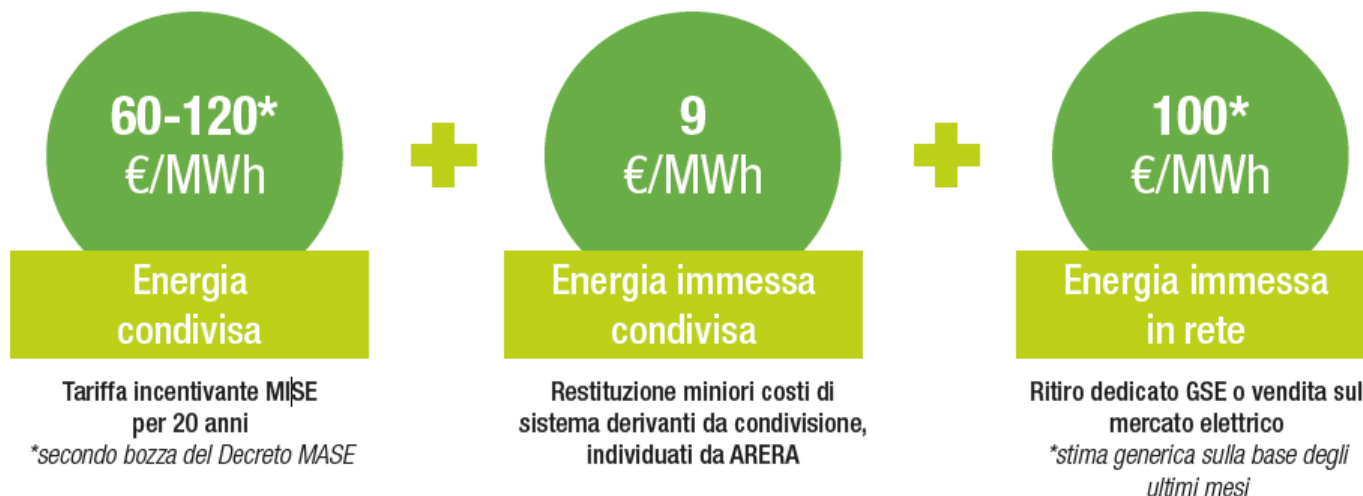 60-120*
€/MWh
Energia
condivisa
Tariffa incentivante MISE
per 20 anni
*secondo bozza del Decreto MASE
9
€/MWh
Energia immessa
condivisa
Restituzione miniori costi di
sistema derivanti da condivisione,
individuati da ARERA
100*
€/MWh
Energia immessa
in rete
Ritiro dedicato GSE o vendita sul
mercato elettrico
*stima generica sulla base degli
ultimi mesi